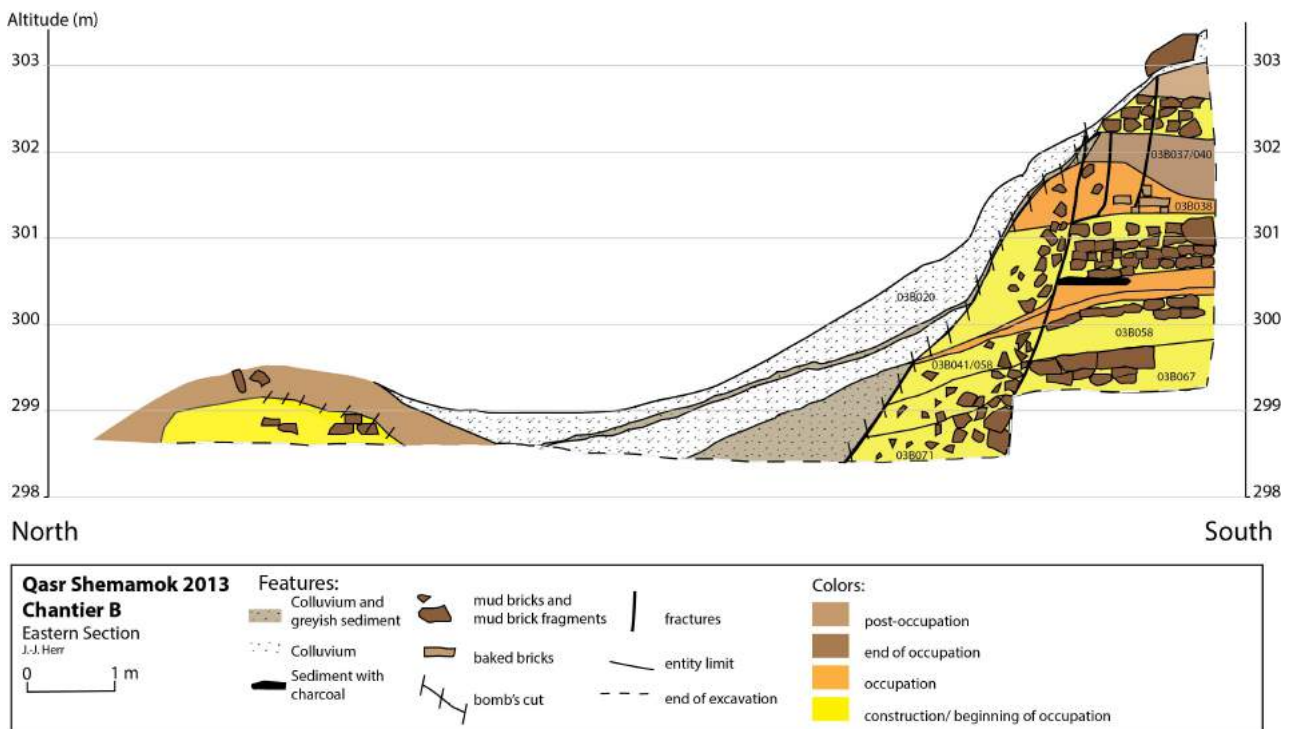 Altitude (m)
303
303
302
302
03B037/040
03B038
301
301
03B020
300
300
03B058
03B041/058
03B067
299
299
03B071
298
298
North
South
Qasr Shemamok 2013
Chantier B
Eastern Section
J.-J. Herr
0 1 m
Features:
Colluvium and
greyish sediment
Colluvium
Sediment with
charcoal
mud bricks and
mud brick fragments
baked bricks
bomb's cut
fractures
entity limit
end of excavation
Colors:
post-occupation
end of occupation
occupation
construction/ beginning of occupation